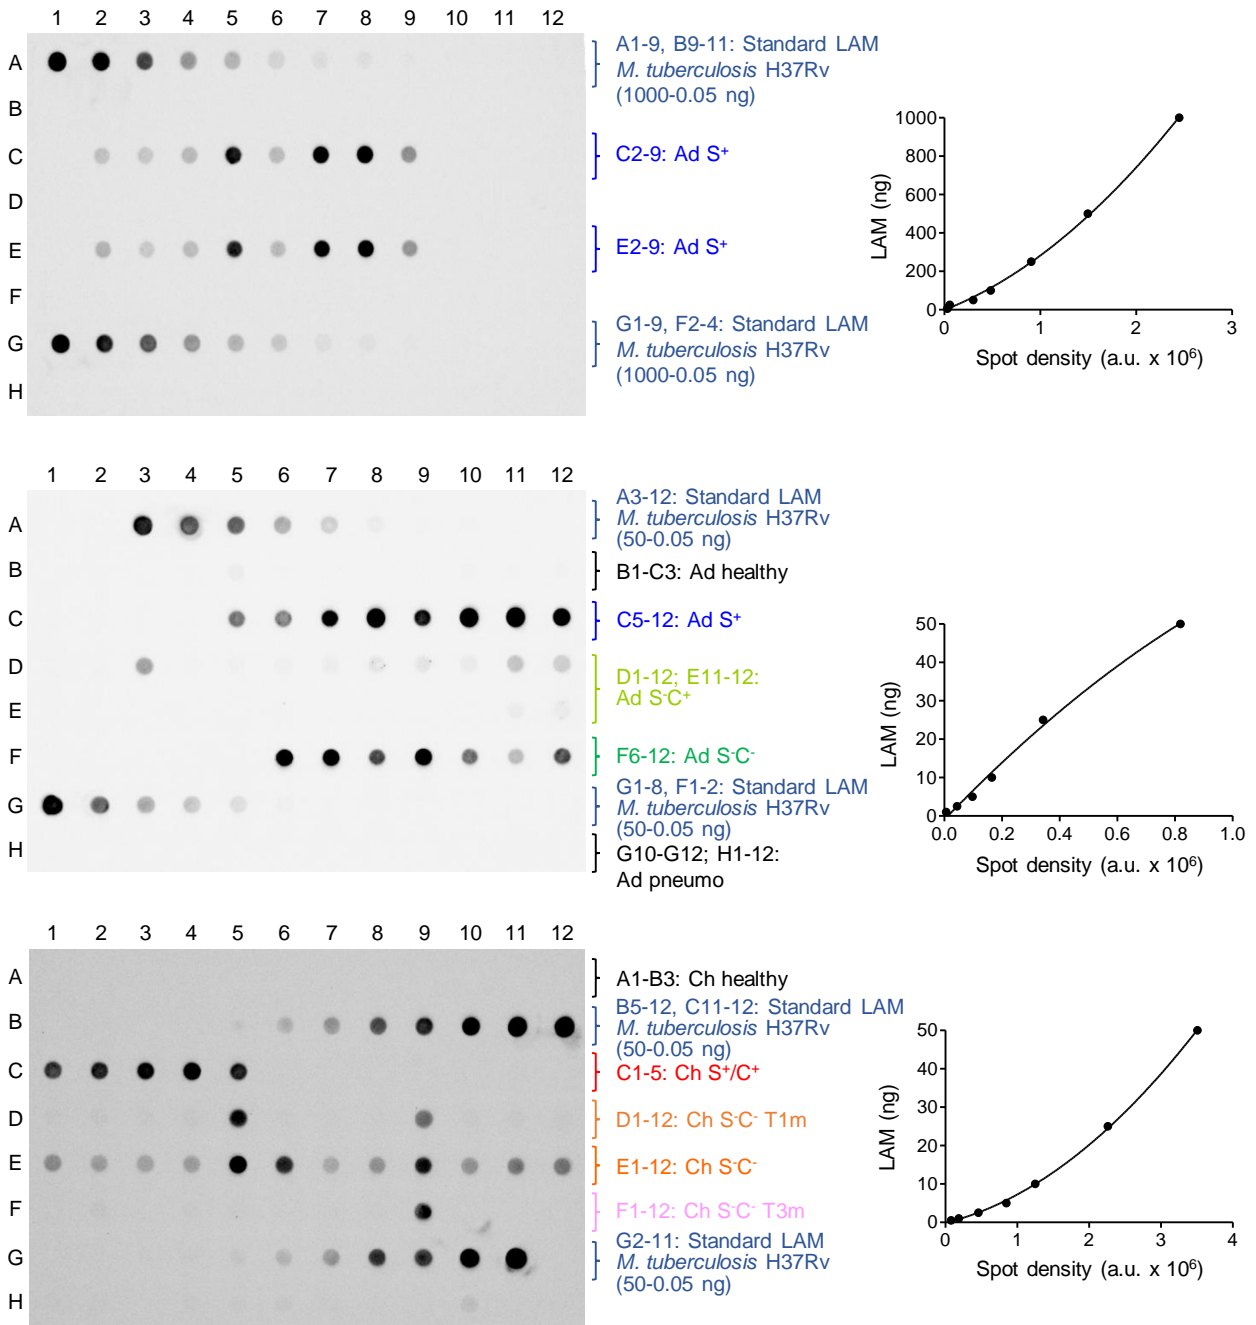 1 2 3 4 5 6 7 8 9 10 11 12
A
B
C
D
E
F
G
H
A1-9, B9-11: Standard LAM
M. tuberculosis H37Rv
(1000-0.05 ng)
C2-9: Ad S+
E2-9: Ad S+
G1-9, F2-4: Standard LAM
M. tuberculosis H37Rv
(1000-0.05 ng)
LAM (ng)
1000
800
600
400
200
0
0 1 2 3
Spot density (a.u. x 10⁶)
1 2 3 4 5 6 7 8 9 10 11 12
A
B
C
D
E
F
G
H
A3-12: Standard LAM
M. tuberculosis H37Rv
(50-0.05 ng)
B1-C3: Ad healthy
C5-12: Ad S⁺
D1-12; E11-12:
Ad S⁻C⁺
F6-12: Ad S⁻C⁻
G1-8, F1-2: Standard LAM
M. tuberculosis H37Rv
(50-0.05 ng)
G10-G12; H1-12:
Ad pneumo
LAM (ng)
50
40
30
20
10
0
0.0 0.2 0.4 0.6 0.8 1.0
Spot density (a.u. x 10⁶)
1 2 3 4 5 6 7 8 9 10 11 12
A
B
C
D
E
F
G
H
A1-B3: Ch healthy
B5-12, C11-12: Standard LAM
M. tuberculosis H37Rv
(50-0.05 ng)
C1-5: Ch S⁺/C⁺
D1-12: Ch S⁻C⁻ T1m
E1-12: Ch S⁻C⁻
F1-12: Ch S⁻C⁻ T3m
G2-11: Standard LAM
M. tuberculosis H37Rv
(50-0.05 ng)
LAM (ng)
50
40
30
20
10
0
0 1 2 3 4
Spot density (a.u. x 10⁶)